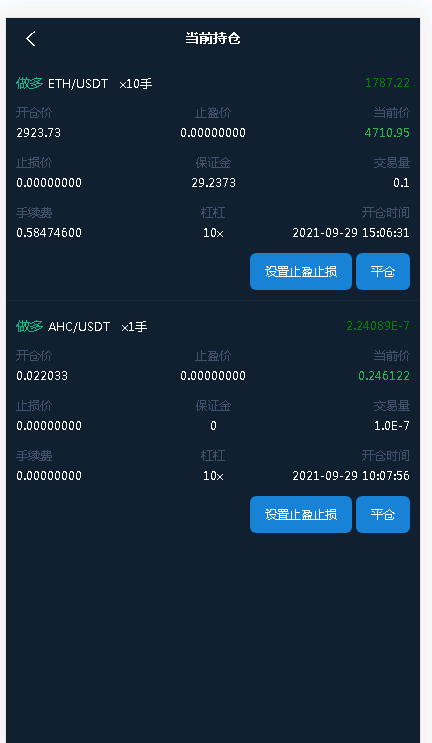 当前持仓
做多 ETH/USDT ×10手 1787.22
开仓价 止盈价 当前价
2923.73 0.00000000 4710.95
止损价 保证金 交易量
0.00000000 29.2373 0.1
手续费 杠杠 开仓时间
0.58474600 10× 2021-09-29 15:06:31
设置止盈止损 平仓
做多 AHC/USDT ×1手 2.24089E-7
开仓价 止盈价 当前价
0.022033 0.00000000 0.246122
止损价 保证金 交易量
0.00000000 0 1.0E-7
手续费 杠杠 开仓时间
0.00000000 10× 2021-09-29 10:07:56
设置止盈止损 平仓